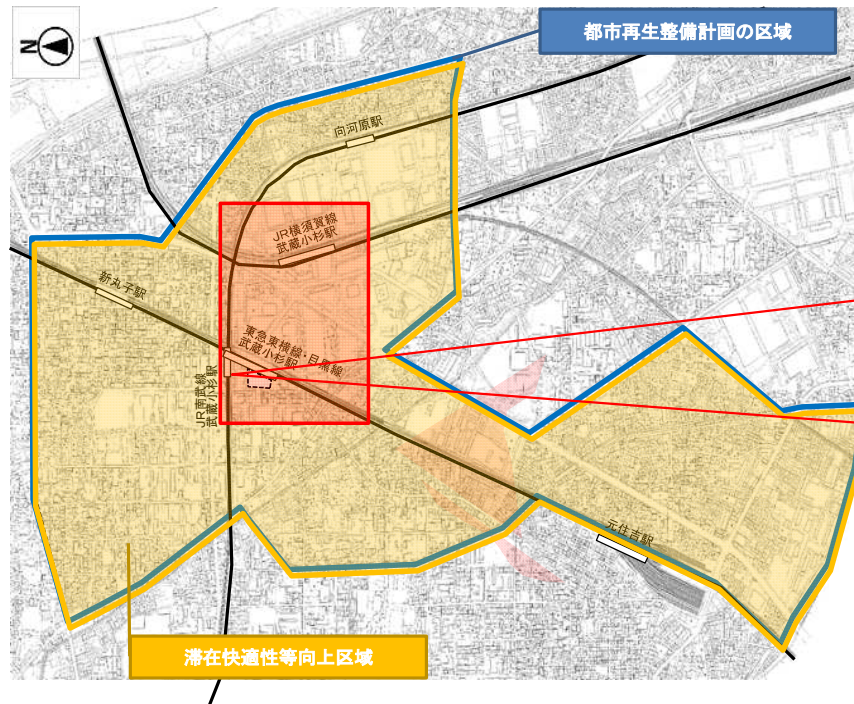 都市再生整備計画の区域
N
向河原駅
JR横須賀線
武蔵小杉駅
新丸子駅
東急東横線・目黒線
武蔵小杉駅
JR南武線
武蔵小杉駅
元住吉駅
滞在快適性等向上区域